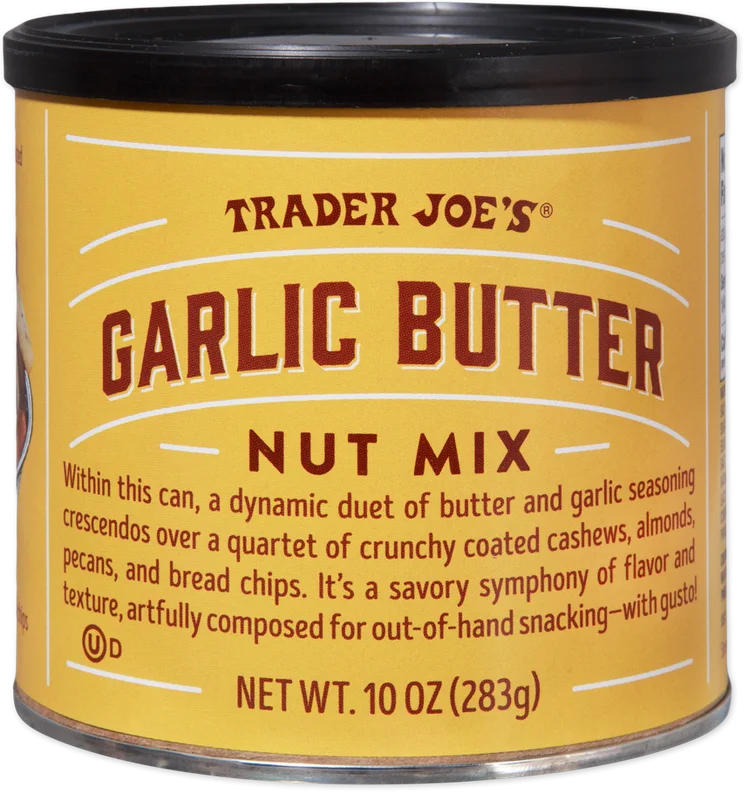 TRADER JOE'S®
GARLIC BUTTER
NUT MIX
Within this can, a dynamic duet of butter and garlic seasoning
crescendos over a quartet of crunchy coated cashews, almonds,
pecans, and bread chips. It's a savory symphony of flavor and
texture, artfully composed for out-of-hand snacking—with gusto!
U D
NET WT. 10 OZ (283g)